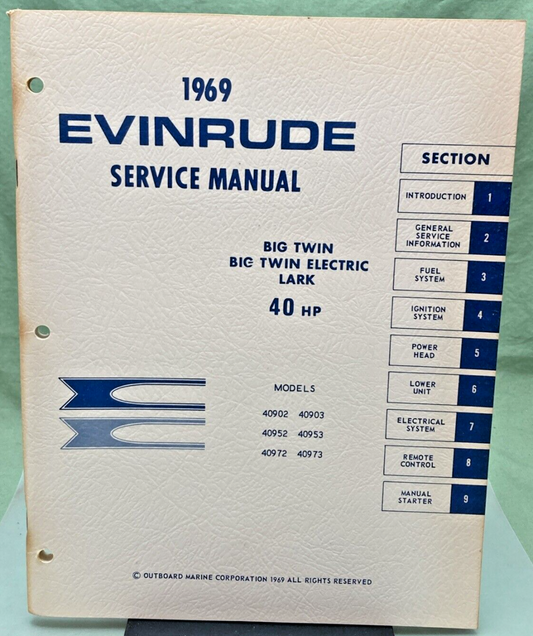 1969
EVINRUDE
SERVICE MANUAL
BIG TWIN
BIG TWIN ELECTRIC
LARK
40 HP
MODELS
40902 40903
40952 40953
40972 40973
SECTION
INTRODUCTION 1
GENERAL
SERVICE 2
INFORMATION
FUEL
SYSTEM 3
IGNITION
SYSTEM 4
POWER
HEAD 5
LOWER
UNIT 6
ELECTRICAL
SYSTEM 7
REMOTE
CONTROL 8
MANUAL
STARTER 9
© OUTBOARD MARINE CORPORATION 1969 ALL RIGHTS RESERVED